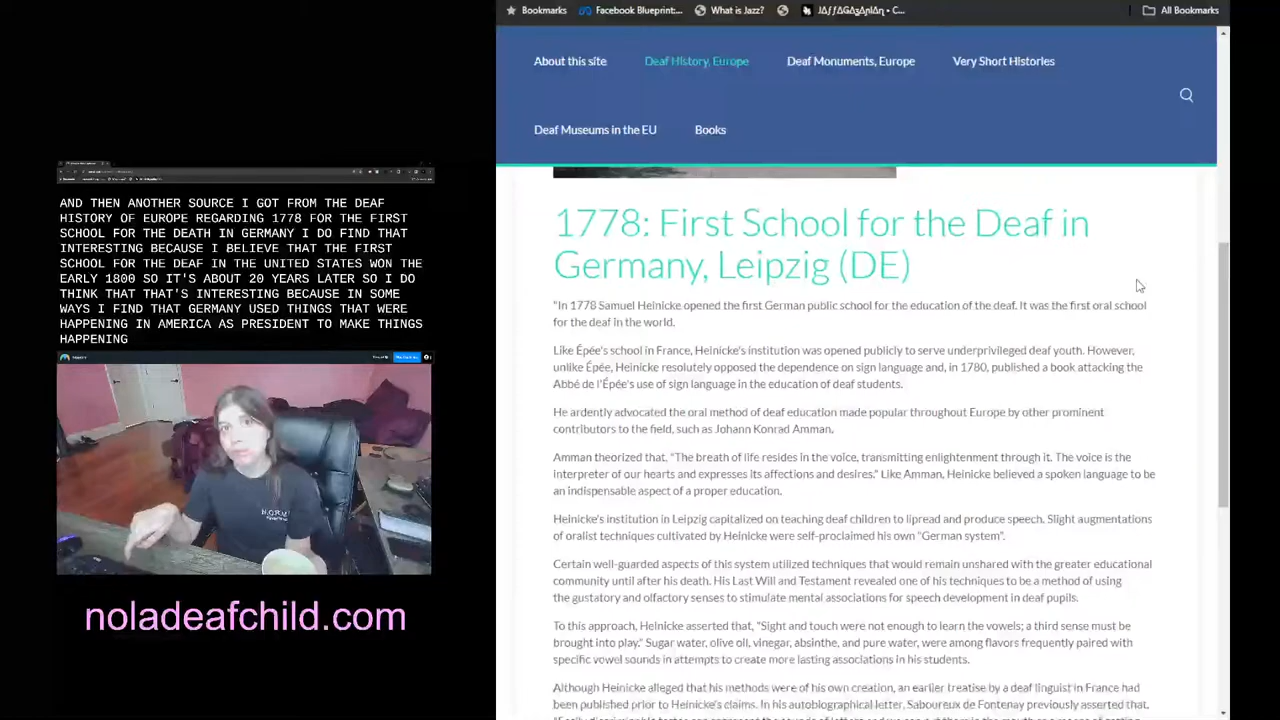 Bookmarks
Facebook Blueprint:...
What is Jazz?
All Bookmarks
About this site
Deaf History, Europe
Deaf Monuments, Europe
Very Short Histories
Deaf Museums in the EU
Books
AND THEN ANOTHER SOURCE I GOT FROM THE DEAF
HISTORY OF EUROPE REGARDING 1778 FOR THE FIRST
SCHOOL FOR THE DEATH IN GERMANY I DO FIND THAT
INTERESTING BECAUSE I BELIEVE THAT THE FIRST
SCHOOL FOR THE DEAF IN THE UNITED STATES WON THE
EARLY 1800 SO IT'S ABOUT 20 YEARS LATER SO I DO
THINK THAT THAT'S INTERESTING BECAUSE IN SOME
WAYS I FIND THAT GERMANY USED THINGS THAT WERE
HAPPENING IN AMERICA AS PRESIDENT TO MAKE THINGS
HAPPENING
N.O.R.M.
noladeafchild.com
1778: First School for the Deaf in
Germany, Leipzig (DE)
"In 1778 Samuel Heinicke opened the first German public school for the education of the deaf. It was the first oral school
for the deaf in the world.
Like Épée's school in France, Heinicke's institution was opened publicly to serve underprivileged deaf youth. However,
unlike Épée, Heinicke resolutely opposed the dependence on sign language and, in 1780, published a book attacking the
Abbé de l'Épée's use of sign language in the education of deaf students.
He ardently advocated the oral method of deaf education made popular throughout Europe by other prominent
contributors to the field, such as Johann Konrad Amman.
Amman theorized that, "The breath of life resides in the voice, transmitting enlightenment through it. The voice is the
interpreter of our hearts and expresses its affections and desires." Like Amman, Heinicke believed a spoken language to be
an indispensable aspect of a proper education.
Heinicke's institution in Leipzig capitalized on teaching deaf children to lipread and produce speech. Slight augmentations
of oralist techniques cultivated by Heinicke were self-proclaimed his own "German system".
Certain well-guarded aspects of this system utilized techniques that would remain unshared with the greater educational
community until after his death. His Last Will and Testament revealed one of his techniques to be a method of using
the gustatory and olfactory senses to stimulate mental associations for speech development in deaf pupils.
To this approach, Heinicke asserted that, "Sight and touch were not enough to learn the vowels; a third sense must be
brought into play." Sugar water, olive oil, vinegar, absinthe, and pure water, were among flavors frequently paired with
specific vowel sounds in attempts to create more lasting associations in his students.
Although Heinicke alleged that his methods were of his own creation, an earlier treatise by a deaf linguist in France had
been published prior to Heinicke's claims. In his autobiographical letter, Saboureux de Fontenay previously asserted that,